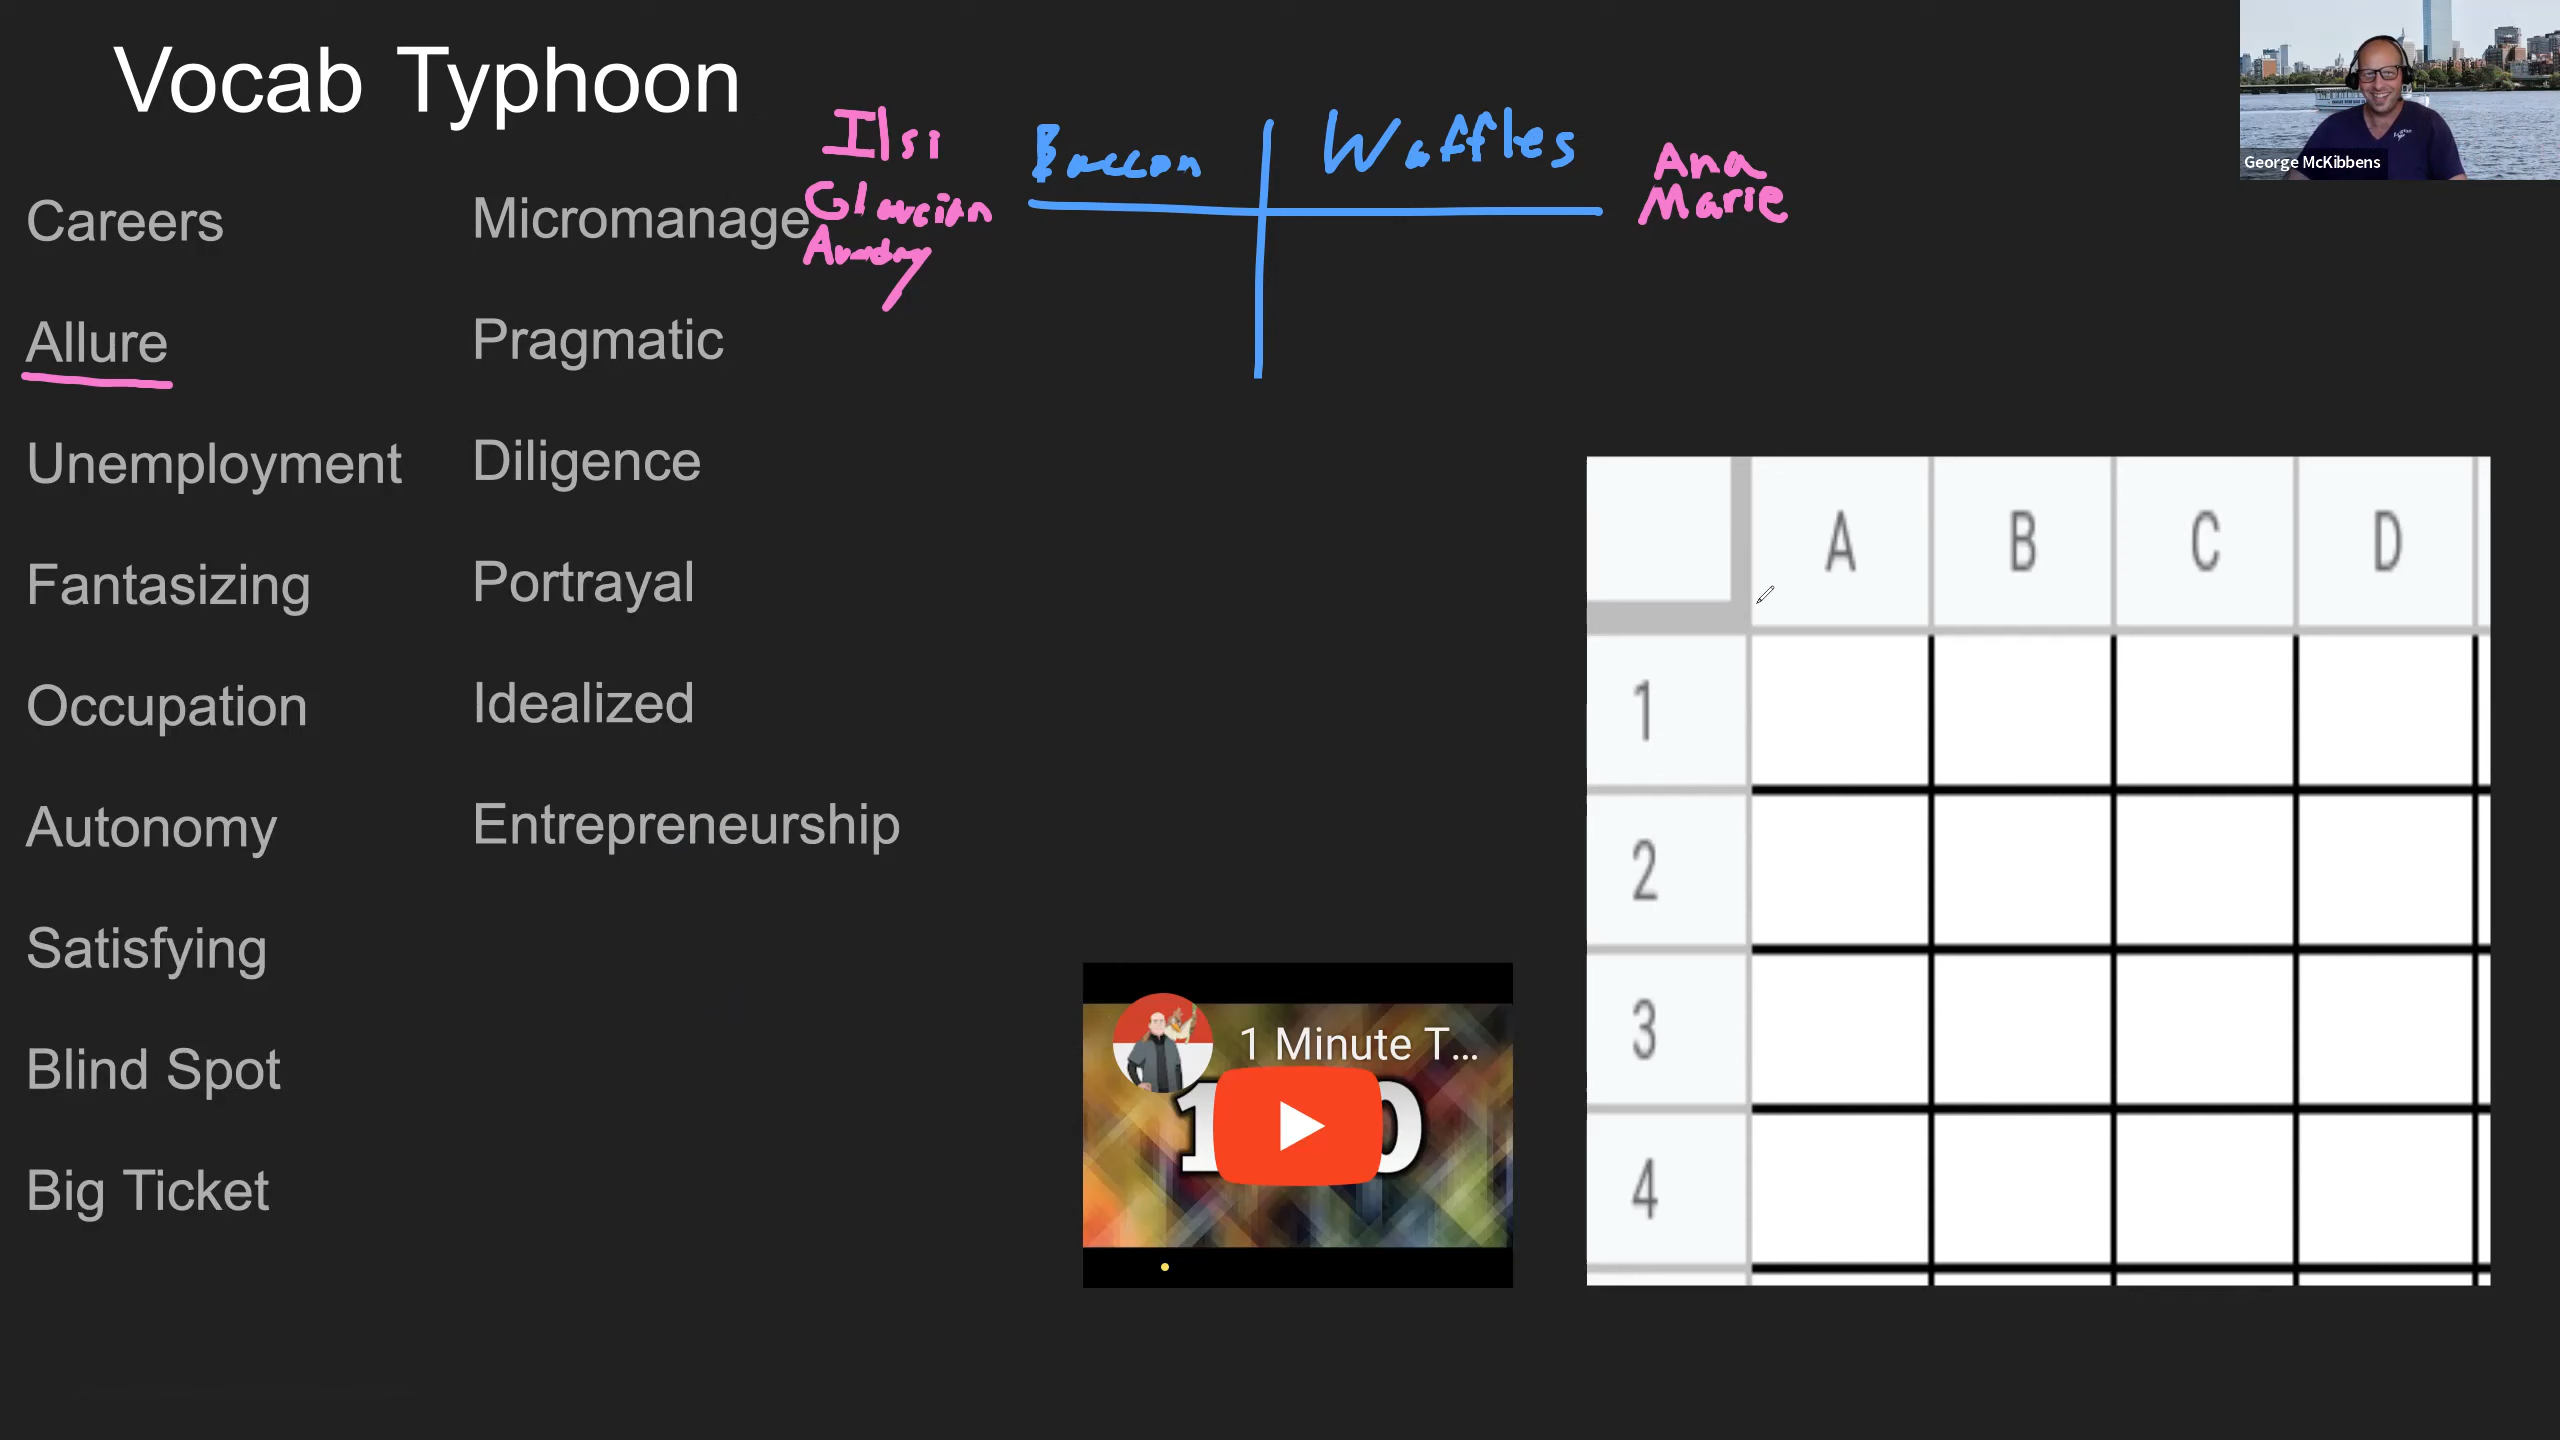 Vocab Typhoon
Ilsi
Baccon
Waffles
Ana
Marie
George McKibbens
Careers
Micromanage
Allure
Pragmatic
Unemployment
Diligence
Fantasizing
Portrayal
Occupation
Idealized
Autonomy
Entrepreneurship
Satisfying
Blind Spot
Big Ticket
1 Minute T...
A B C D
1
2
3
4